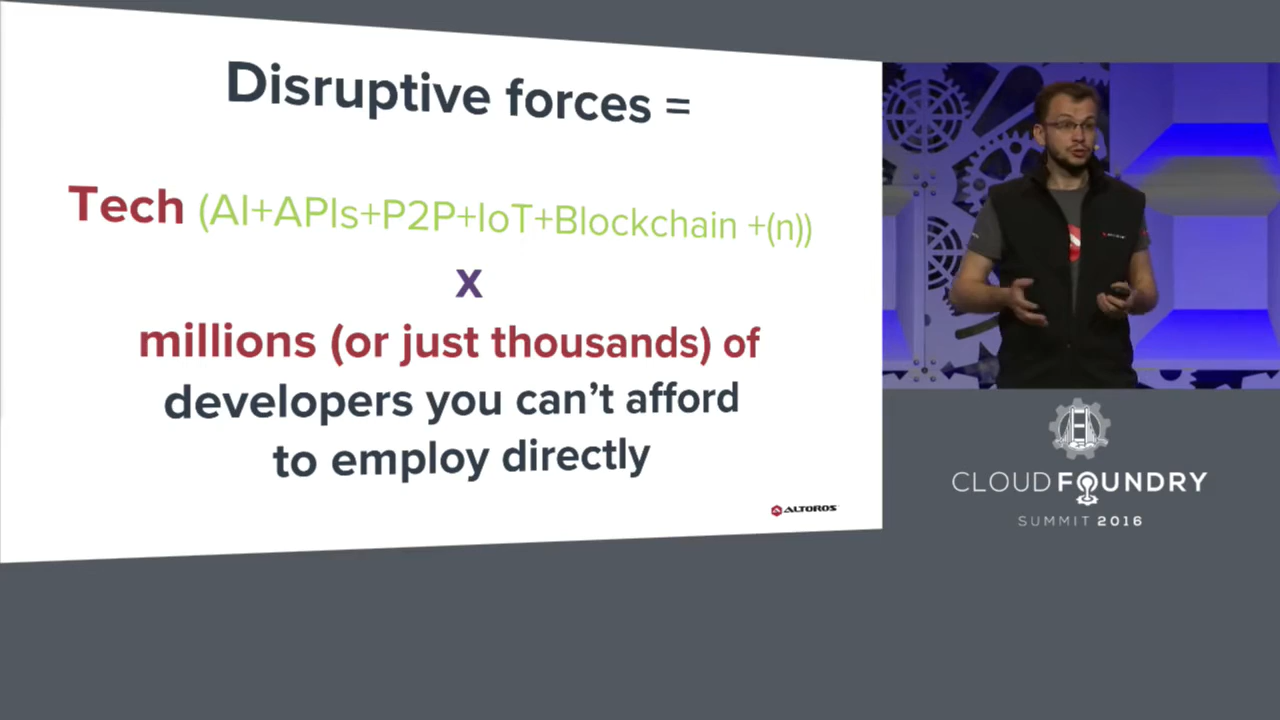 Disruptive forces =
Tech (AI+APIs+P2P+IoT+Blockchain +(n))
x
millions (or just thousands) of
developers you can't afford
to employ directly
ALTOROS
CLOUD FOUNDRY
SUMMIT 2016